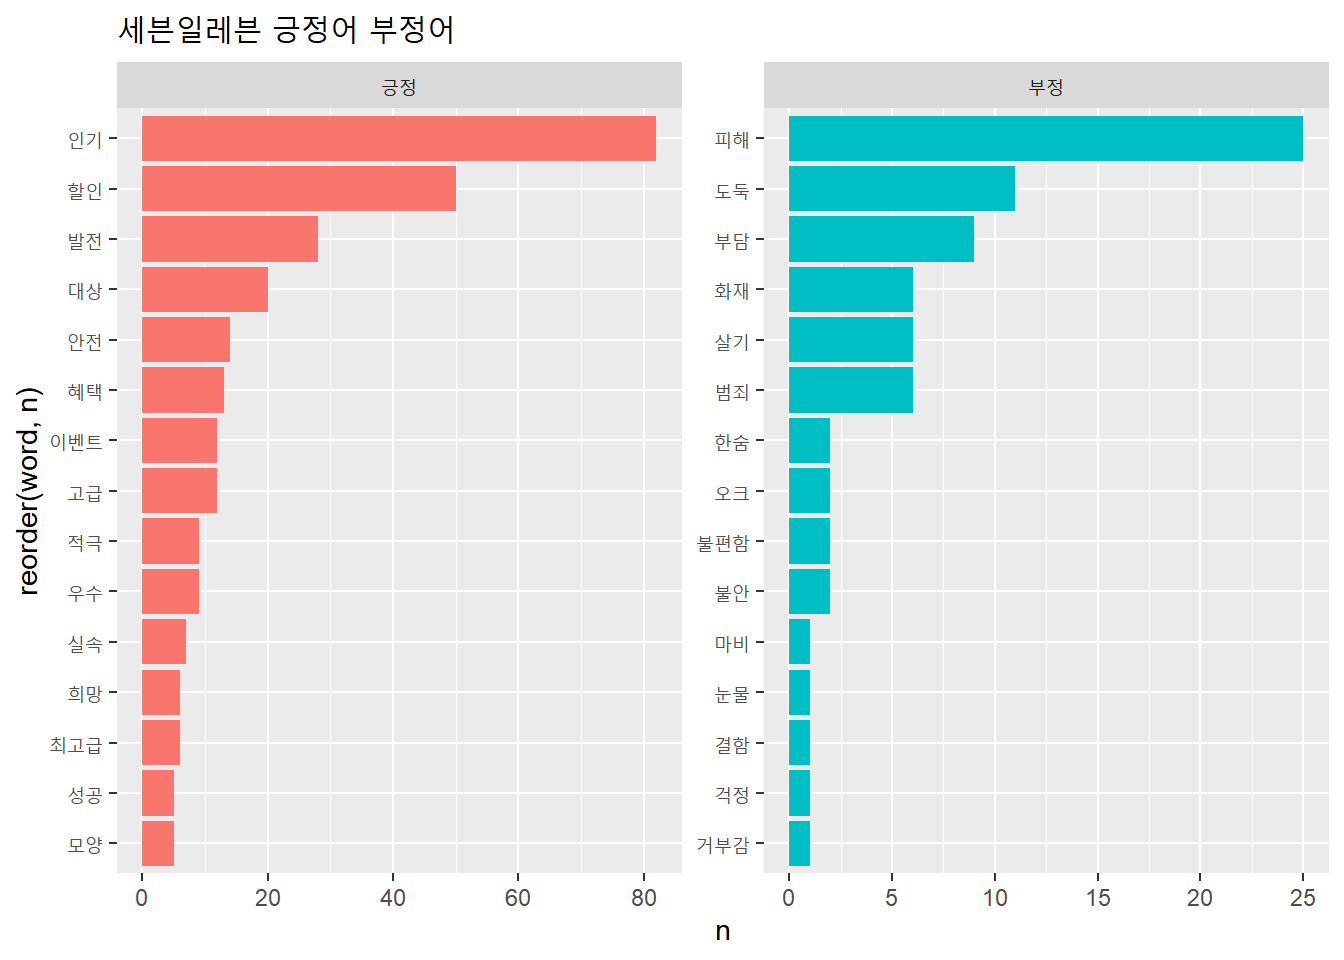 세븐일레븐 긍정어 부정어
긍정
인기
할인
발전
대상
안전
혜택
이벤트
고급
적극
우수
실속
희망
최고급
성공
모양
0 20 40 60 80
부정
피해
도둑
부담
화재
살기
범죄
한숨
오크
불편함
불안
마비
눈물
결함
걱정
거부감
0 5 10 15 20 25
n
reorder(word, n)